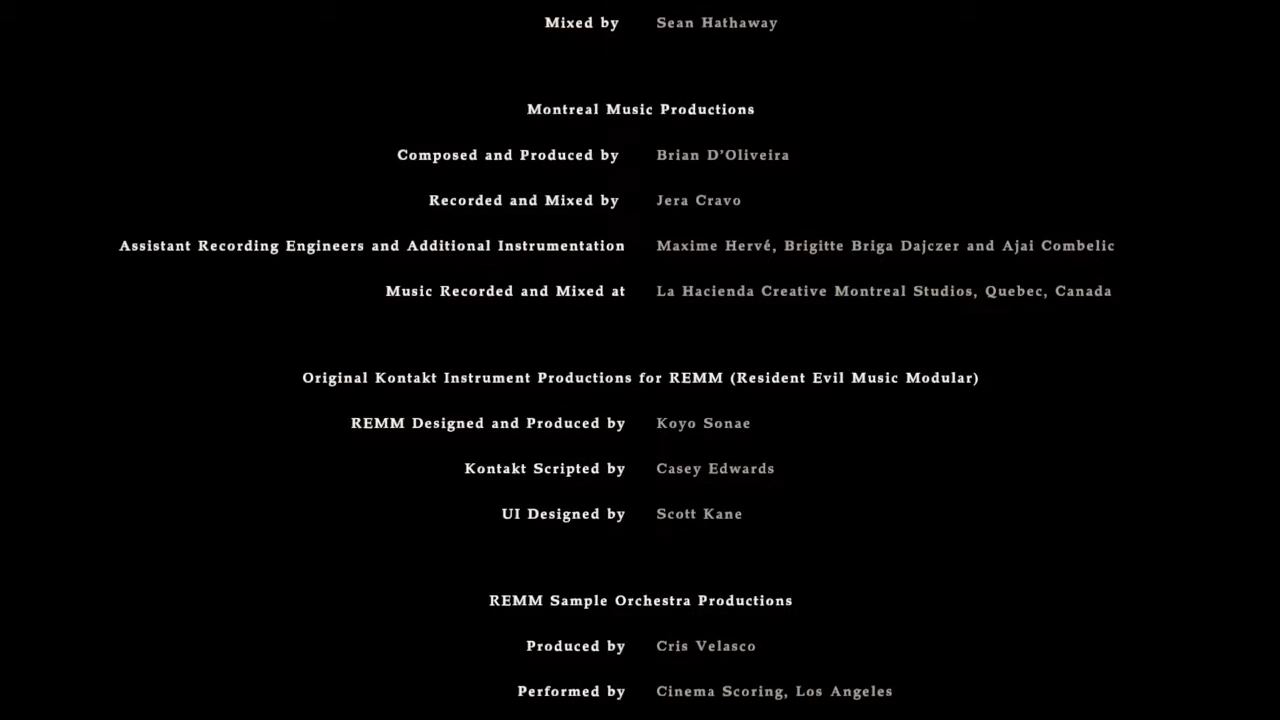 Mixed by Sean Hathaway
Montreal Music Productions
Composed and Produced by Brian D’Oliveira
Recorded and Mixed by Jera Cravo
Assistant Recording Engineers and Additional Instrumentation Maxime Hervé, Brigitte Briga Dajczer and Ajai Combelic
Music Recorded and Mixed at La Hacienda Creative Montreal Studios, Quebec, Canada
Original Kontakt Instrument Productions for REMM (Resident Evil Music Modular)
REMM Designed and Produced by Koyo Sonae
Kontakt Scripted by Casey Edwards
UI Designed by Scott Kane
REMM Sample Orchestra Productions
Produced by Cris Velasco
Performed by Cinema Scoring, Los Angeles